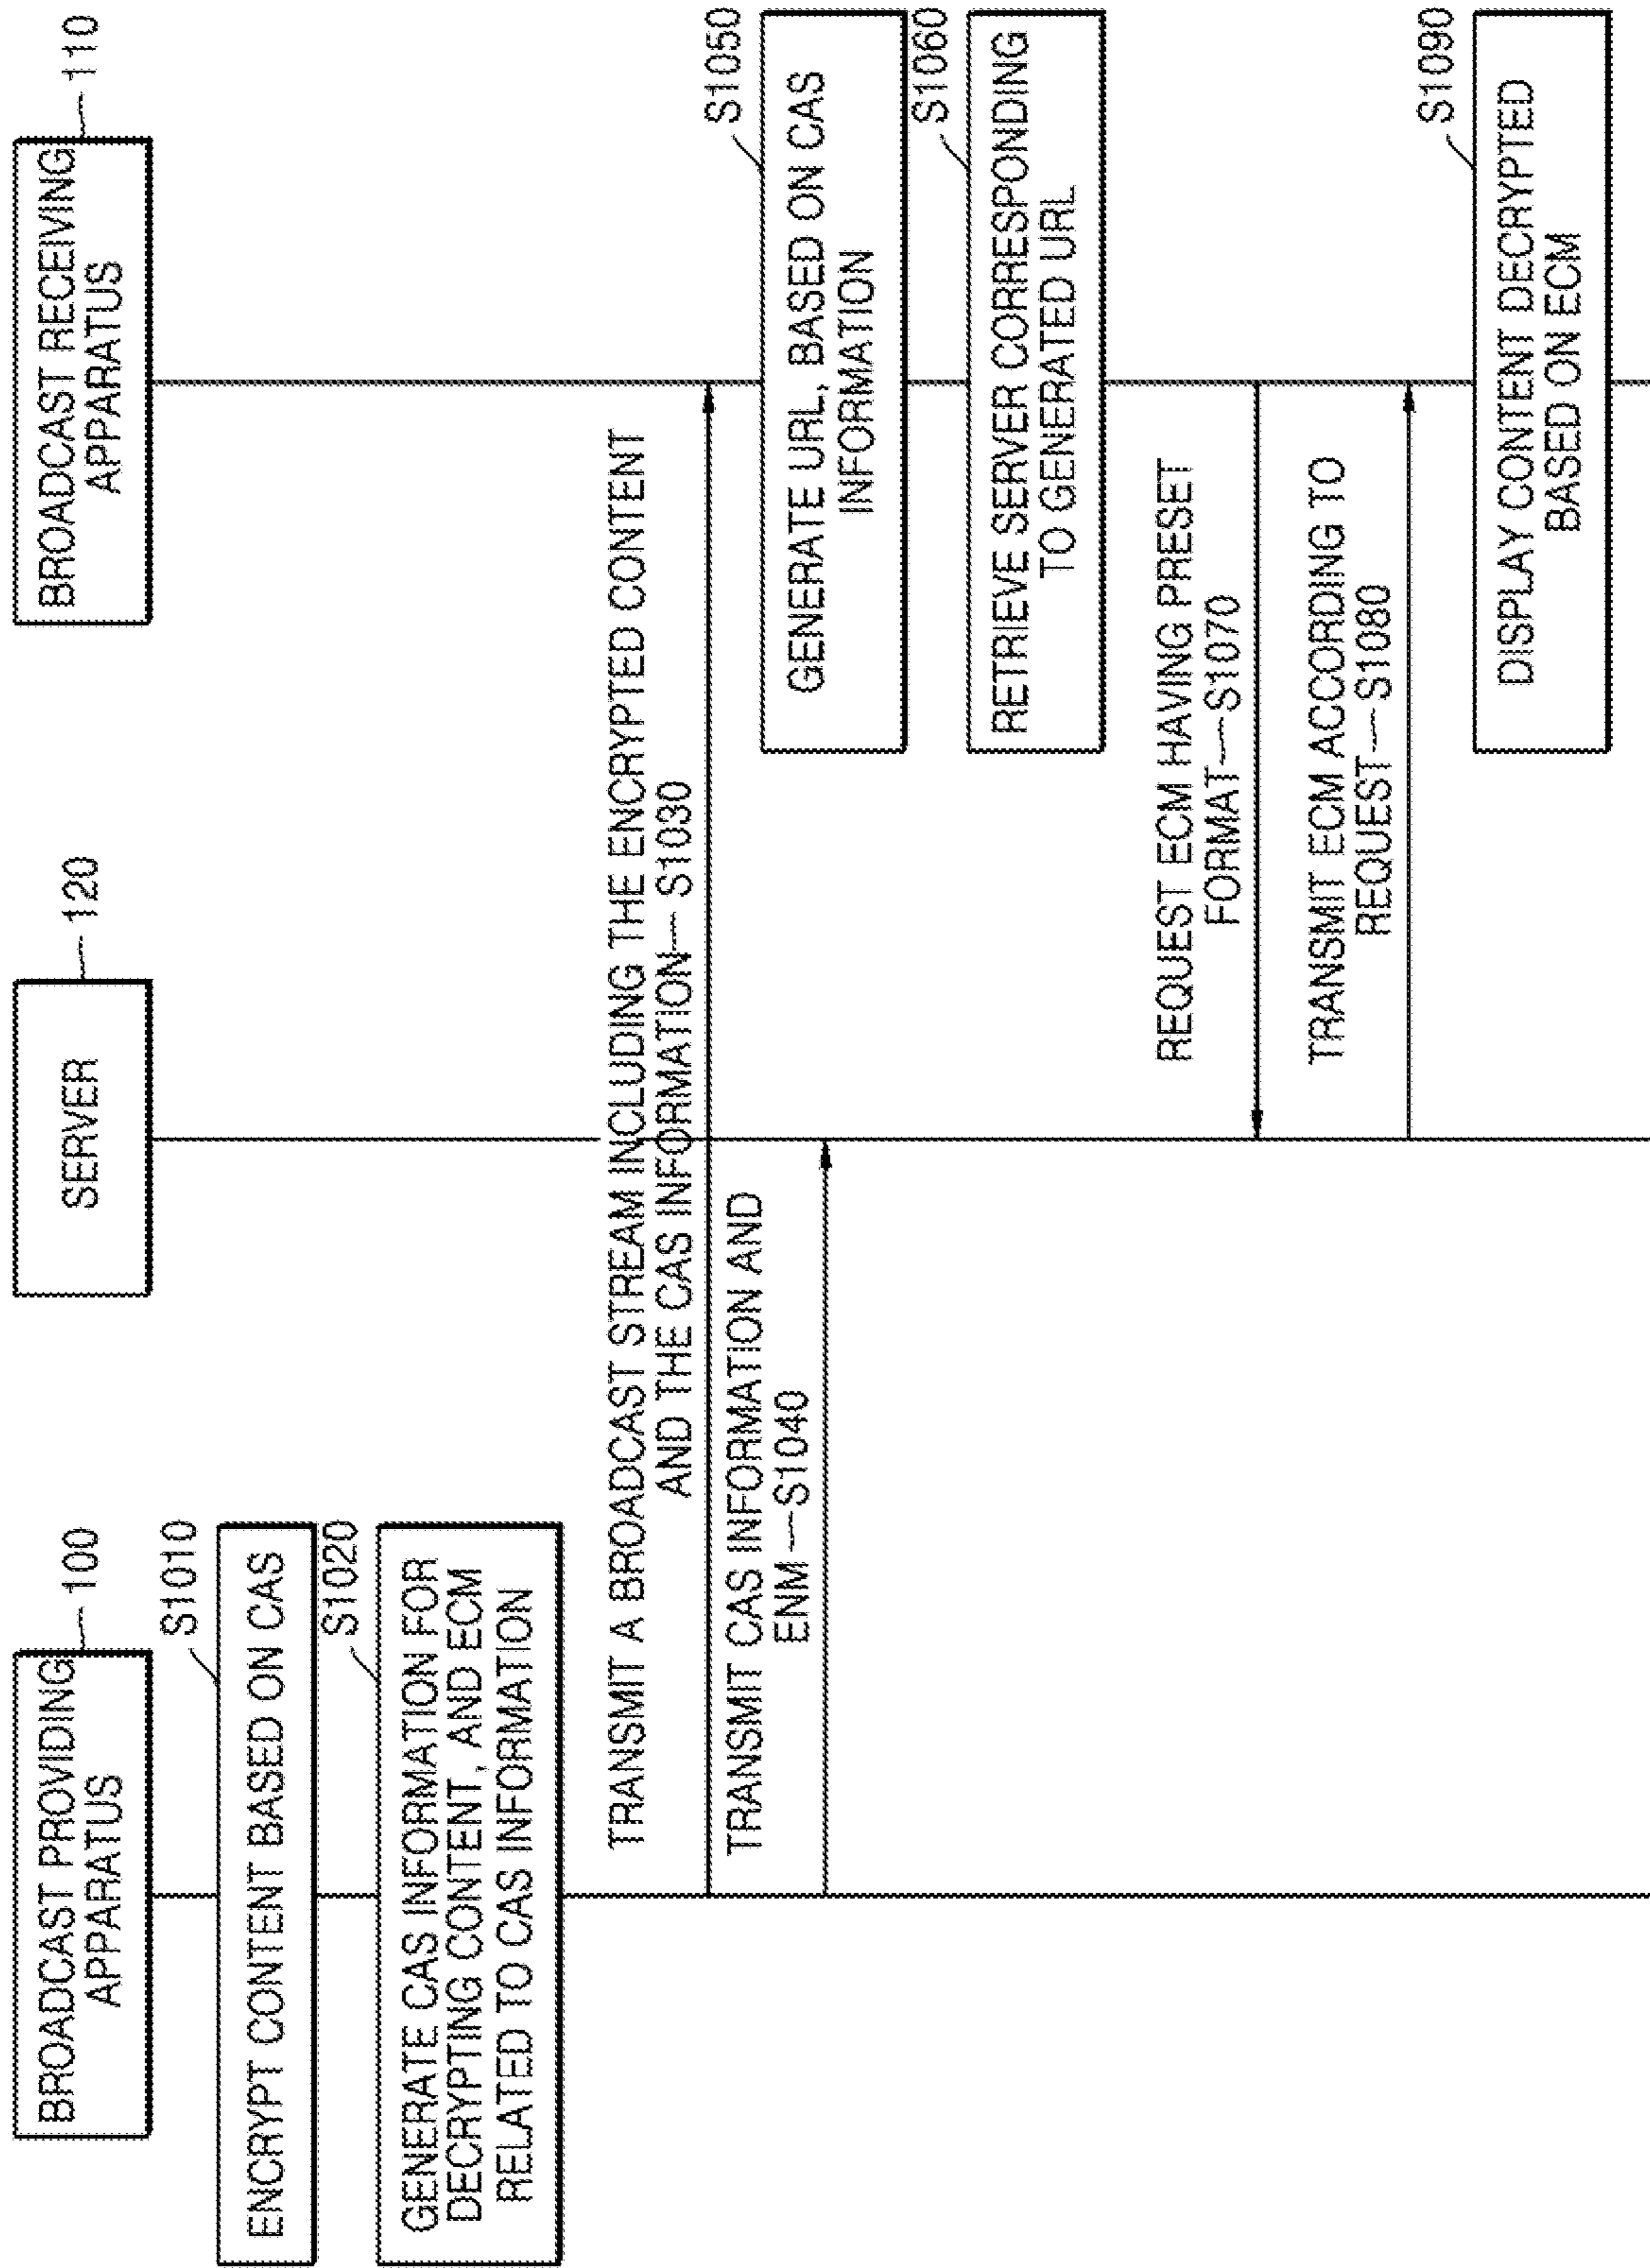 BROADCAST PROVIDING
APPARATUS
100
SERVER
120
BROADCAST RECEIVING
APPARATUS
110
S1010
ENCRYPT CONTENT BASED ON CAS
S1020
GENERATE CAS INFORMATION FOR
DECRYPTING CONTENT, AND ECM
RELATED TO CAS INFORMATION
TRANSMIT A BROADCAST STREAM INCLUDING THE ENCRYPTED CONTENT
AND THE CAS INFORMATION—S1030
TRANSMIT CAS INFORMATION AND
ENM—S1040
S1050
GENERATE URL, BASED ON CAS
INFORMATION
S1060
RETRIEVE SERVER CORRESPONDING
TO GENERATED URL
REQUEST ECM HAVING PRESET
FORMAT—S1070
TRANSMIT ECM ACCORDING TO
REQUEST—S1080
S1090
DISPLAY CONTENT DECRYPTED
BASED ON ECM